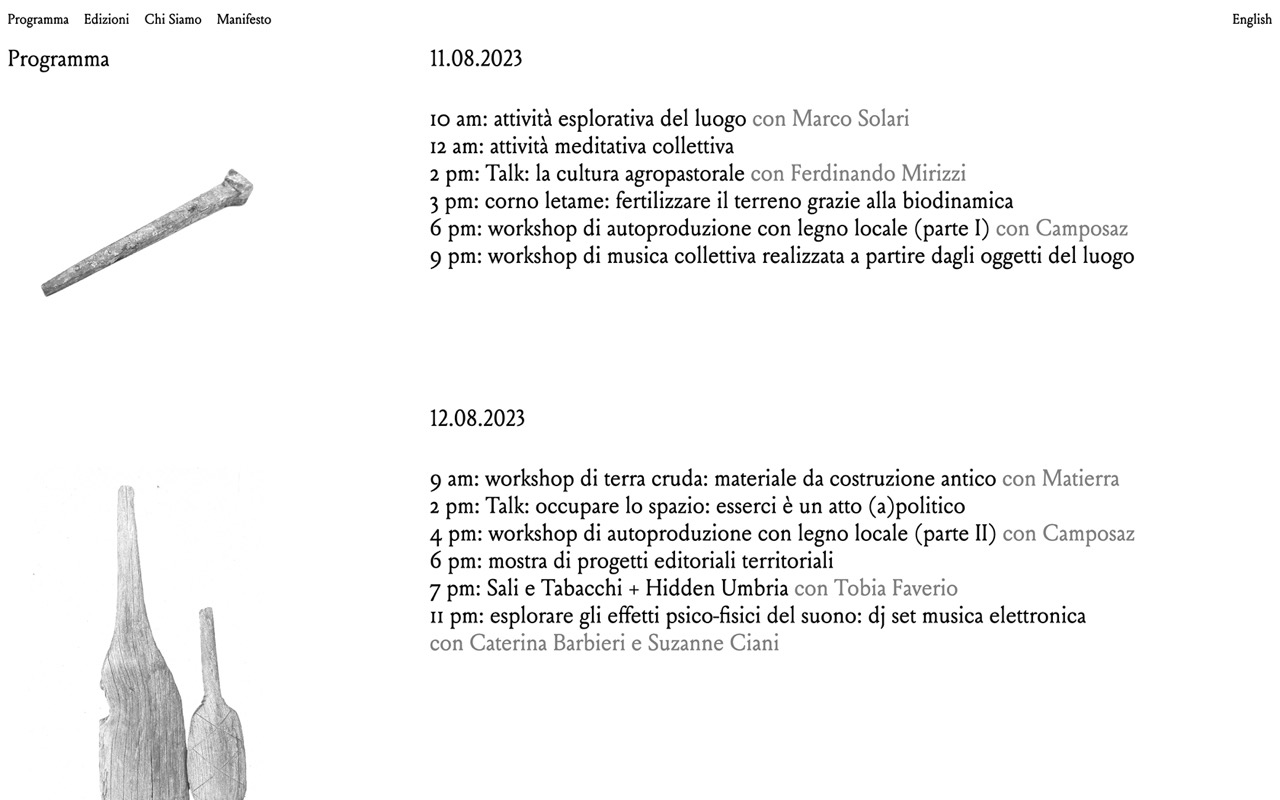 Programma Edizioni Chi Siamo Manifesto English
Programma
11.08.2023
10 am: attività esplorativa del luogo con Marco Solari
12 am: attività meditativa collettiva
2 pm: Talk: la cultura agropastorale con Ferdinando Mirizzi
3 pm: corno letame: fertilizzare il terreno grazie alla biodinamica
6 pm: workshop di autoproduzione con legno locale (parte I) con Camposaz
9 pm: workshop di musica collettiva realizzata a partire dagli oggetti del luogo
12.08.2023
9 am: workshop di terra cruda: materiale da costruzione antico con Matierra
2 pm: Talk: occupare lo spazio: esserci è un atto (a)politico
4 pm: workshop di autoproduzione con legno locale (parte II) con Camposaz
6 pm: mostra di progetti editoriali territoriali
7 pm: Sali e Tabacchi + Hidden Umbria con Tobia Faverio
11 pm: esplorare gli effetti psico-fisici del suono: dj set musica elettronica
con Caterina Barbieri e Suzanne Ciani